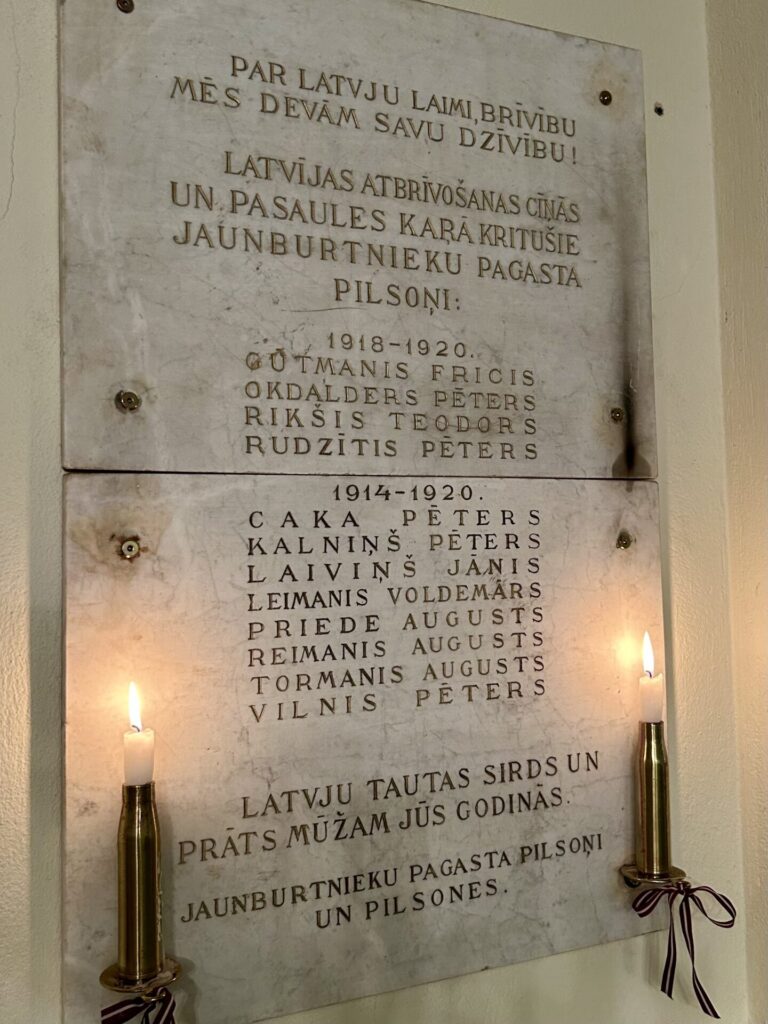 PAR LATVJU LAIMI, BRĪVĪBU
MĒS DEVĀM SAVU DZĪVĪBU!
LATVĪJAS ATBRĪVOŠANAS CĪŅĀS
UN PASAULES KAŖĀ KRITUŠIE
JAUNBURTNIEKU PAGASTA
PILSOŅI:
1918-1920.
GŪTMANIS FRICIS
OKDALDERS PĒTERS
RIKŠIS TEODORS
RUDZĪTIS PĒTERS
1914-1920.
CAKA PĒTERS
KALNIŅŠ PĒTERS
LAIVIŅŠ JĀNIS
LEIMANIS VOLDEMĀRS
PRIEDE AUGUSTS
REIMANIS AUGUSTS
TORMANIS AUGUSTS
VILNIS PĒTERS
LATVJU TAUTAS SIRDS UN
PRĀTS MŪŽAM JŪS GODINĀS.
JAUNBURTNIEKU PAGASTA PILSOŅI
UN PILSONES.